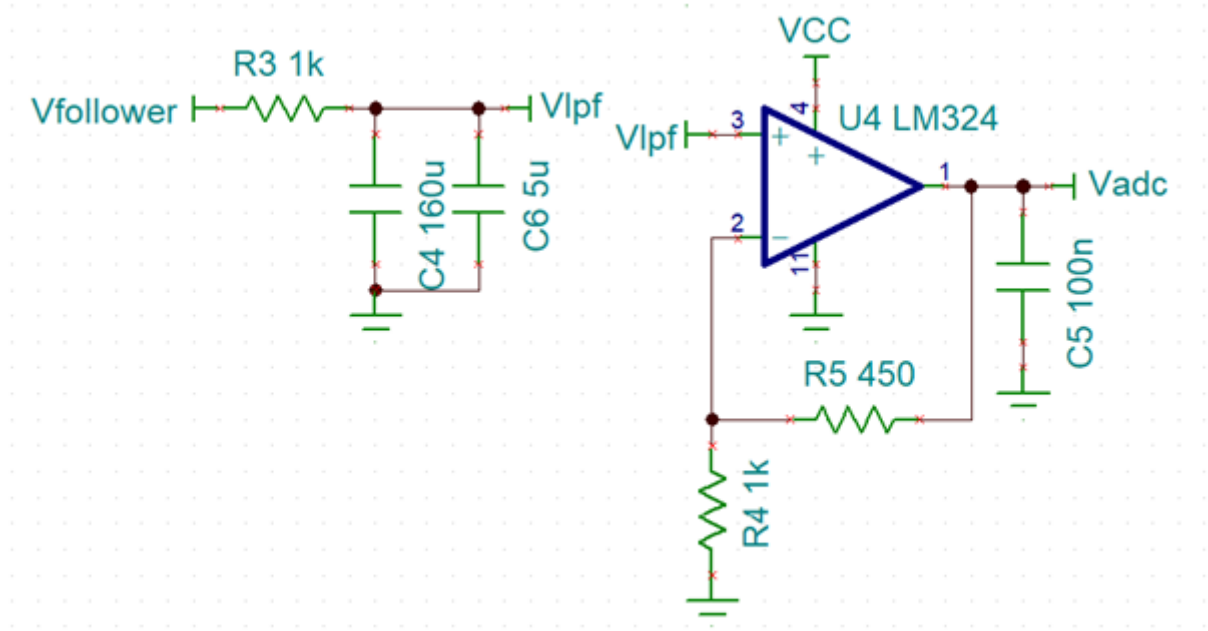 R3 1k
Vfollower
Vlpf
C4 160u
C6 5u
VCC
U4 LM324
Vlpf
3
+
4
+
1
Vadc
2
−
11
C5 100n
R5 450
R4 1k